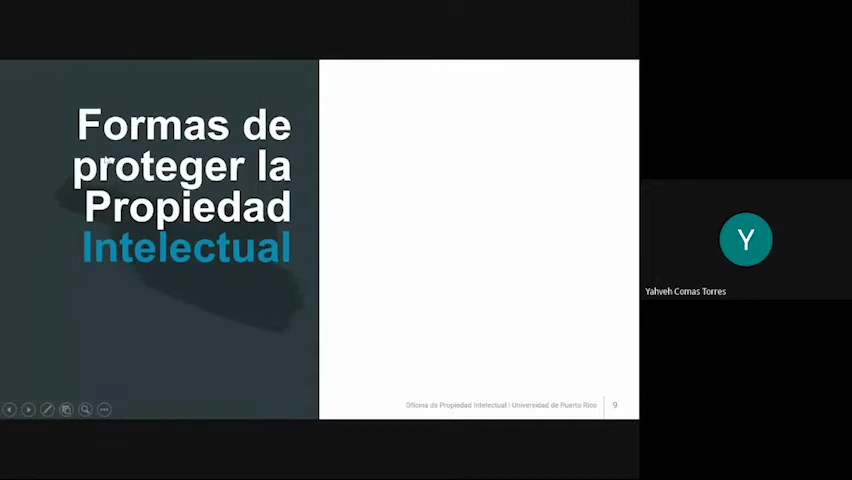 Formas de
proteger la
Propiedad
Intelectual
Oficina de Propiedad Intelectual | Universidad de Puerto Rico
9
Y
Yahveh Comas Torres